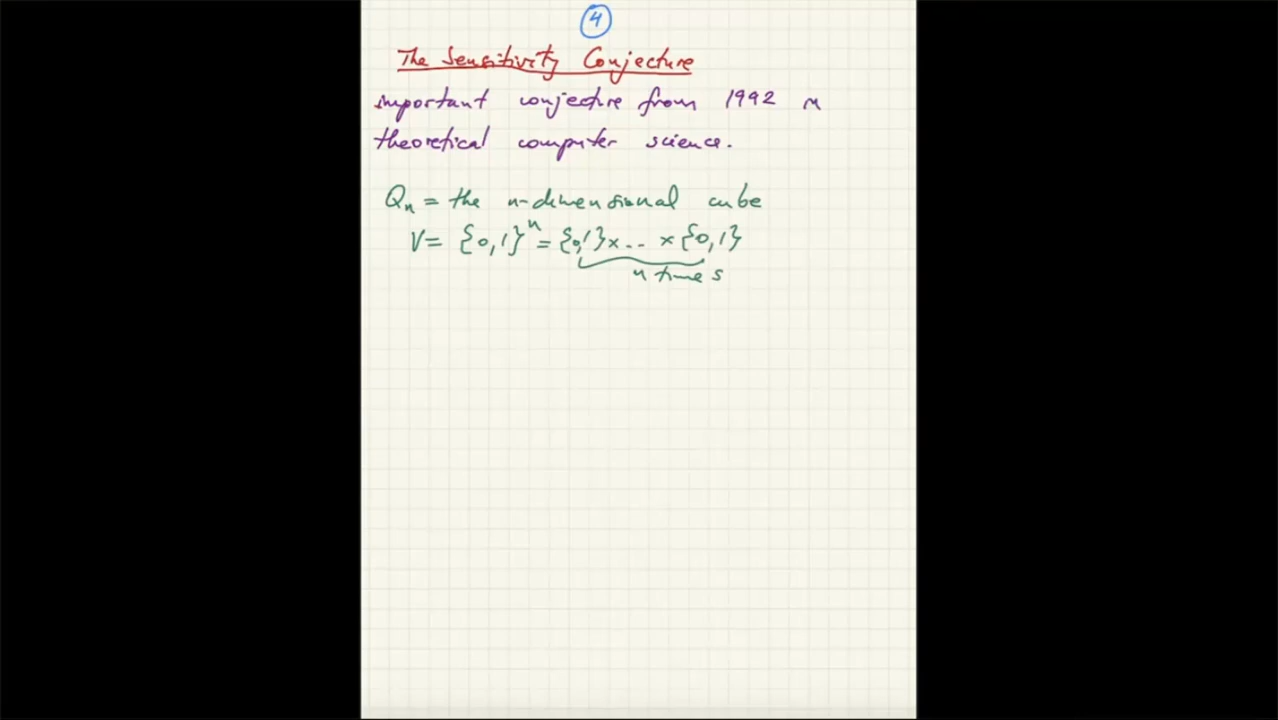 4
The Sensitivity Conjecture
important conjecture from 1992 in
theoretical computer science.
Qₙ = the n-dimensional cube
V = {0,1}ⁿ = {0,1}×..×{0,1}
n times